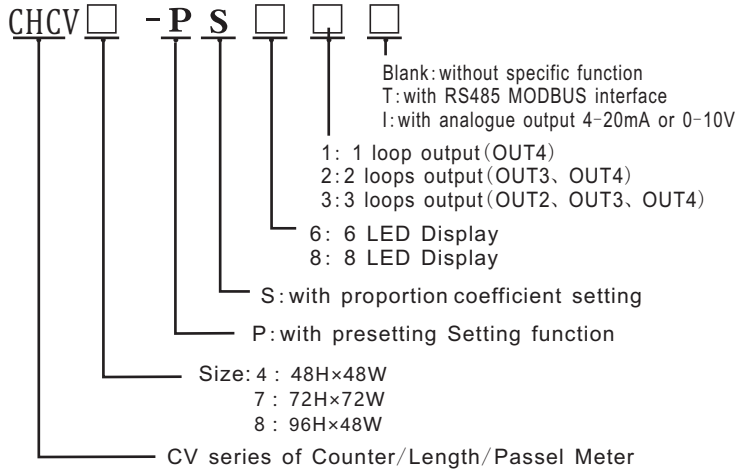 CHCV□ -P S □ □ □
Blank:without specific function
T:with RS485 MODBUS interface
I:with analogue output 4-20mA or 0-10V
1: 1 loop output(OUT4)
2:2 loops output(OUT3、OUT4)
3:3 loops output(OUT2、OUT3、OUT4)
6: 6 LED Display
8: 8 LED Display
S:with proportion coefficient setting
P:with presetting Setting function
Size: 4 : 48H×48W
7 : 72H×72W
8 : 96H×48W
CV series of Counter/Length/Passel Meter